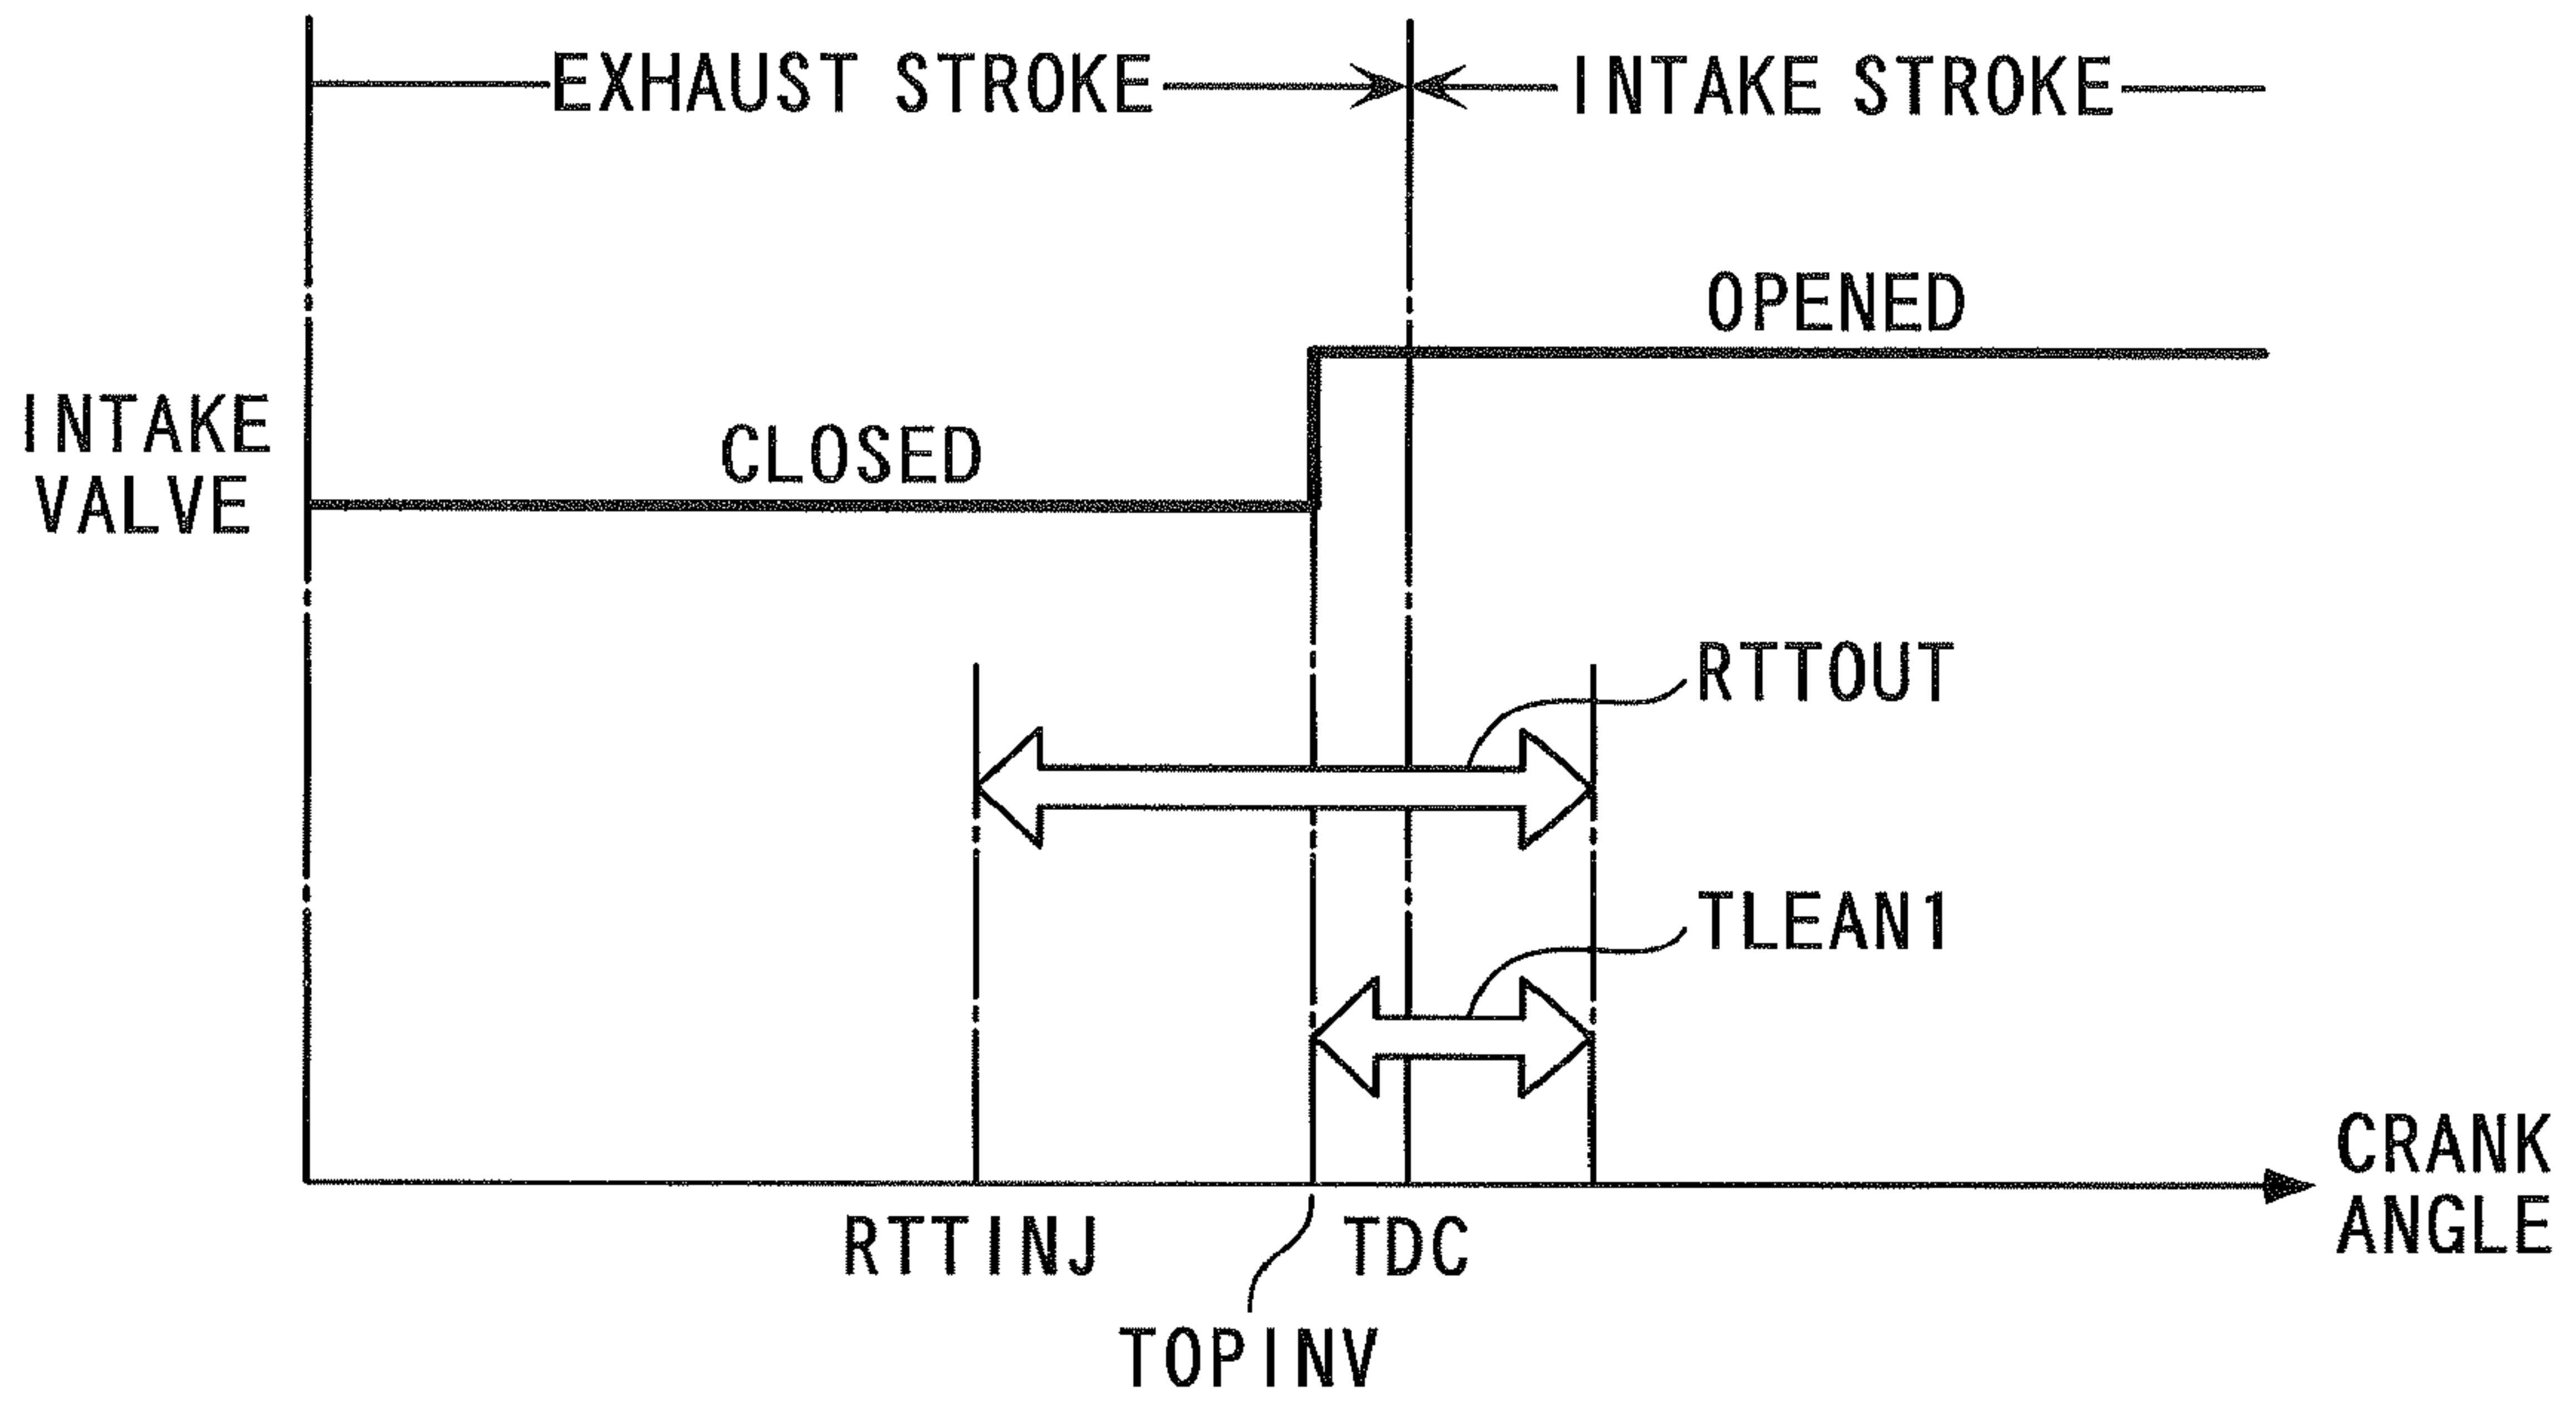 EXHAUST STROKE
INTAKE STROKE
OPENED
INTAKE
VALVE
CLOSED
RTTOUT
TLEAN1
CRANK
ANGLE
RTTINJ
TDC
TOPINV